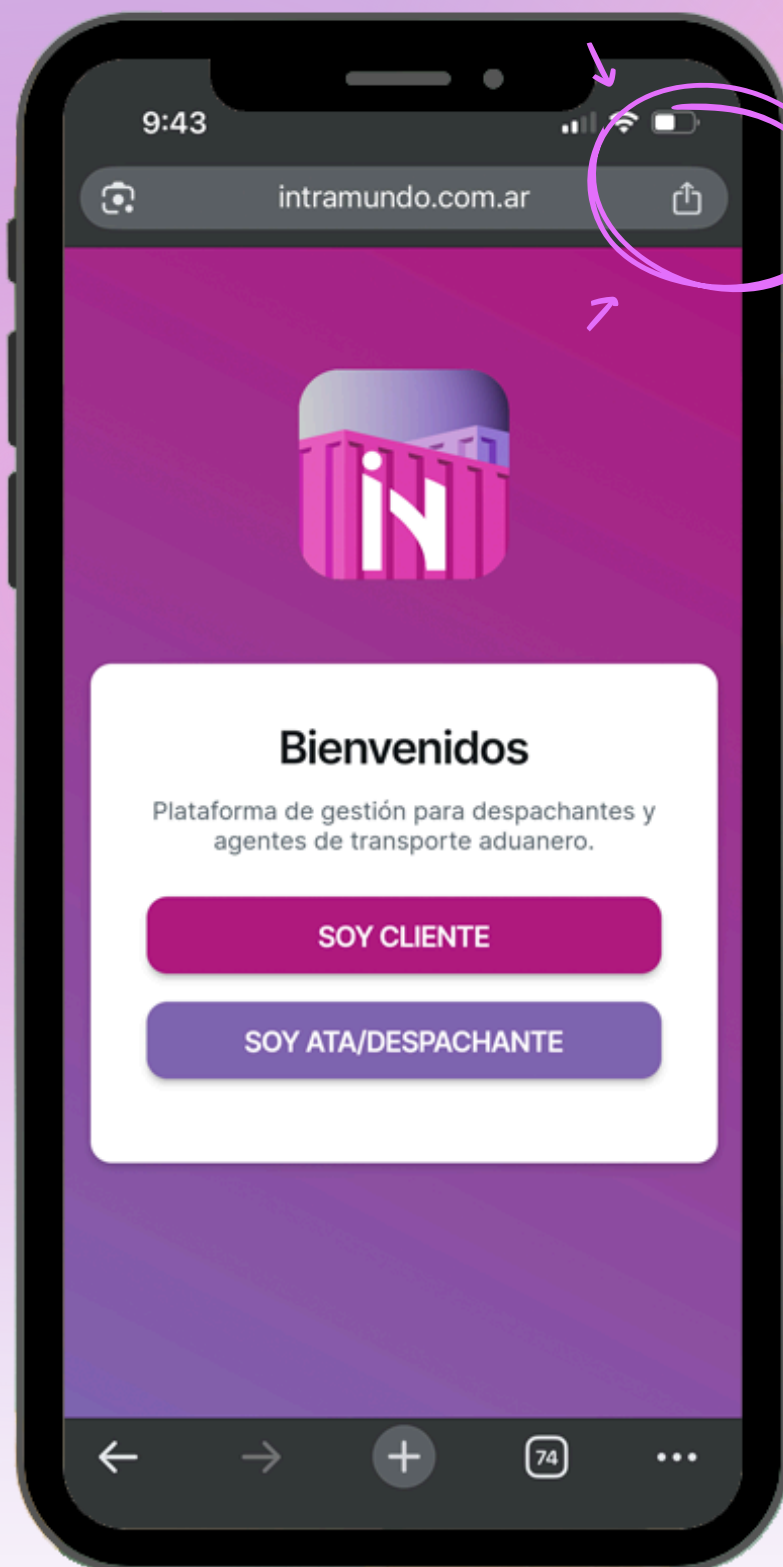 9:43
intramundo.com.ar
iN
Bienvenidos
Plataforma de gestión para despachantes y
agentes de transporte aduanero.
SOY CLIENTE
SOY ATA/DESPACHANTE
74